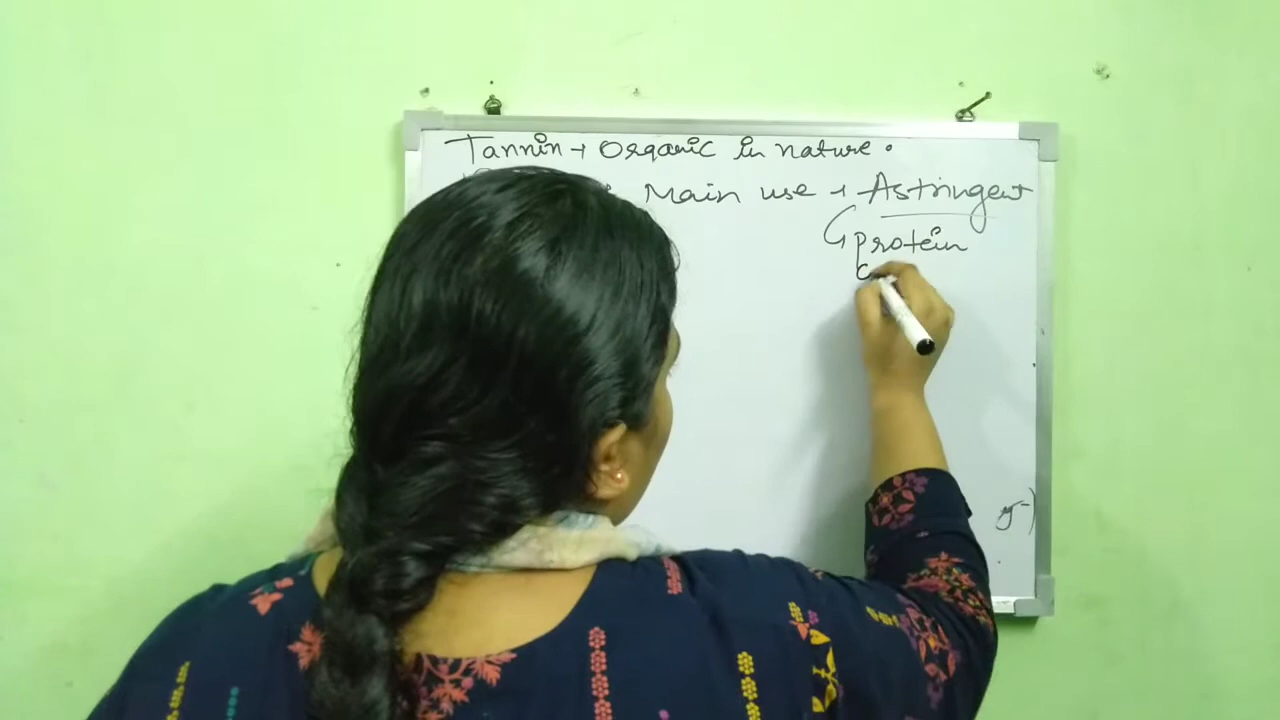 Tannin → Organic in nature.
Main use → Astringent
↳ protein
c